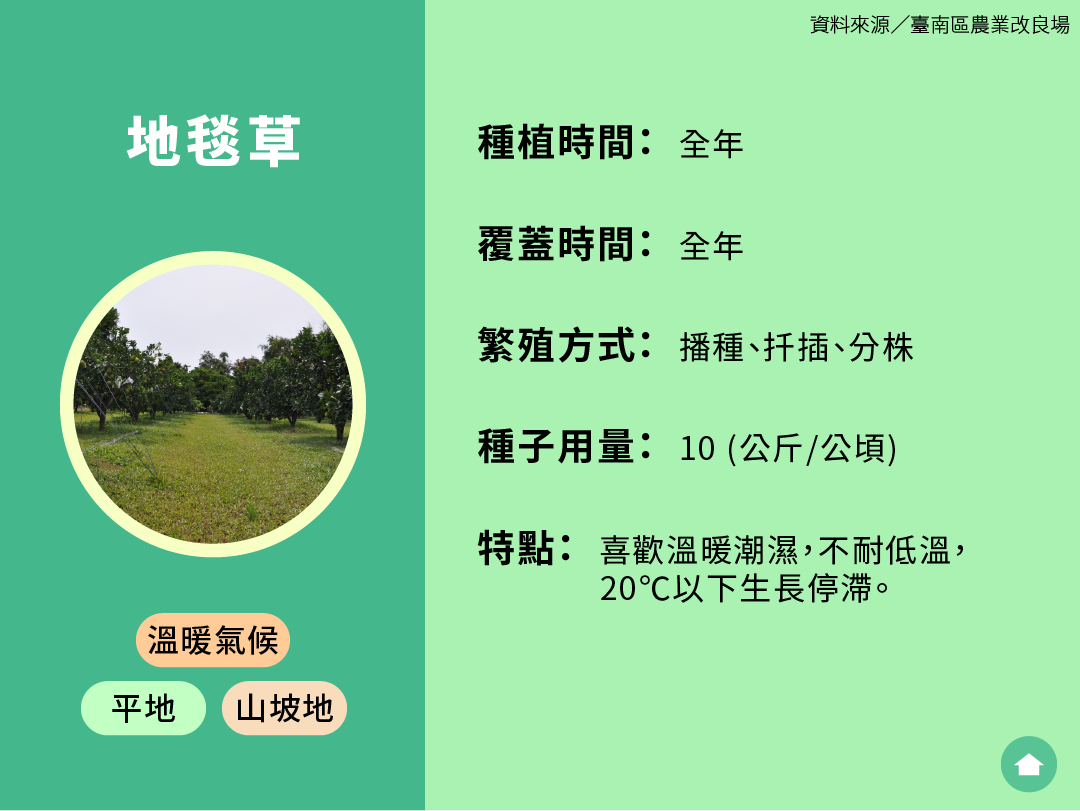 資料來源／臺南區農業改良場
地毯草
溫暖氣候
平地
山坡地
種植時間： 全年
覆蓋時間： 全年
繁殖方式： 播種、扦插、分株
種子用量： 10 (公斤/公頃)
特點： 喜歡溫暖潮濕，不耐低溫，
20℃以下生長停滯。